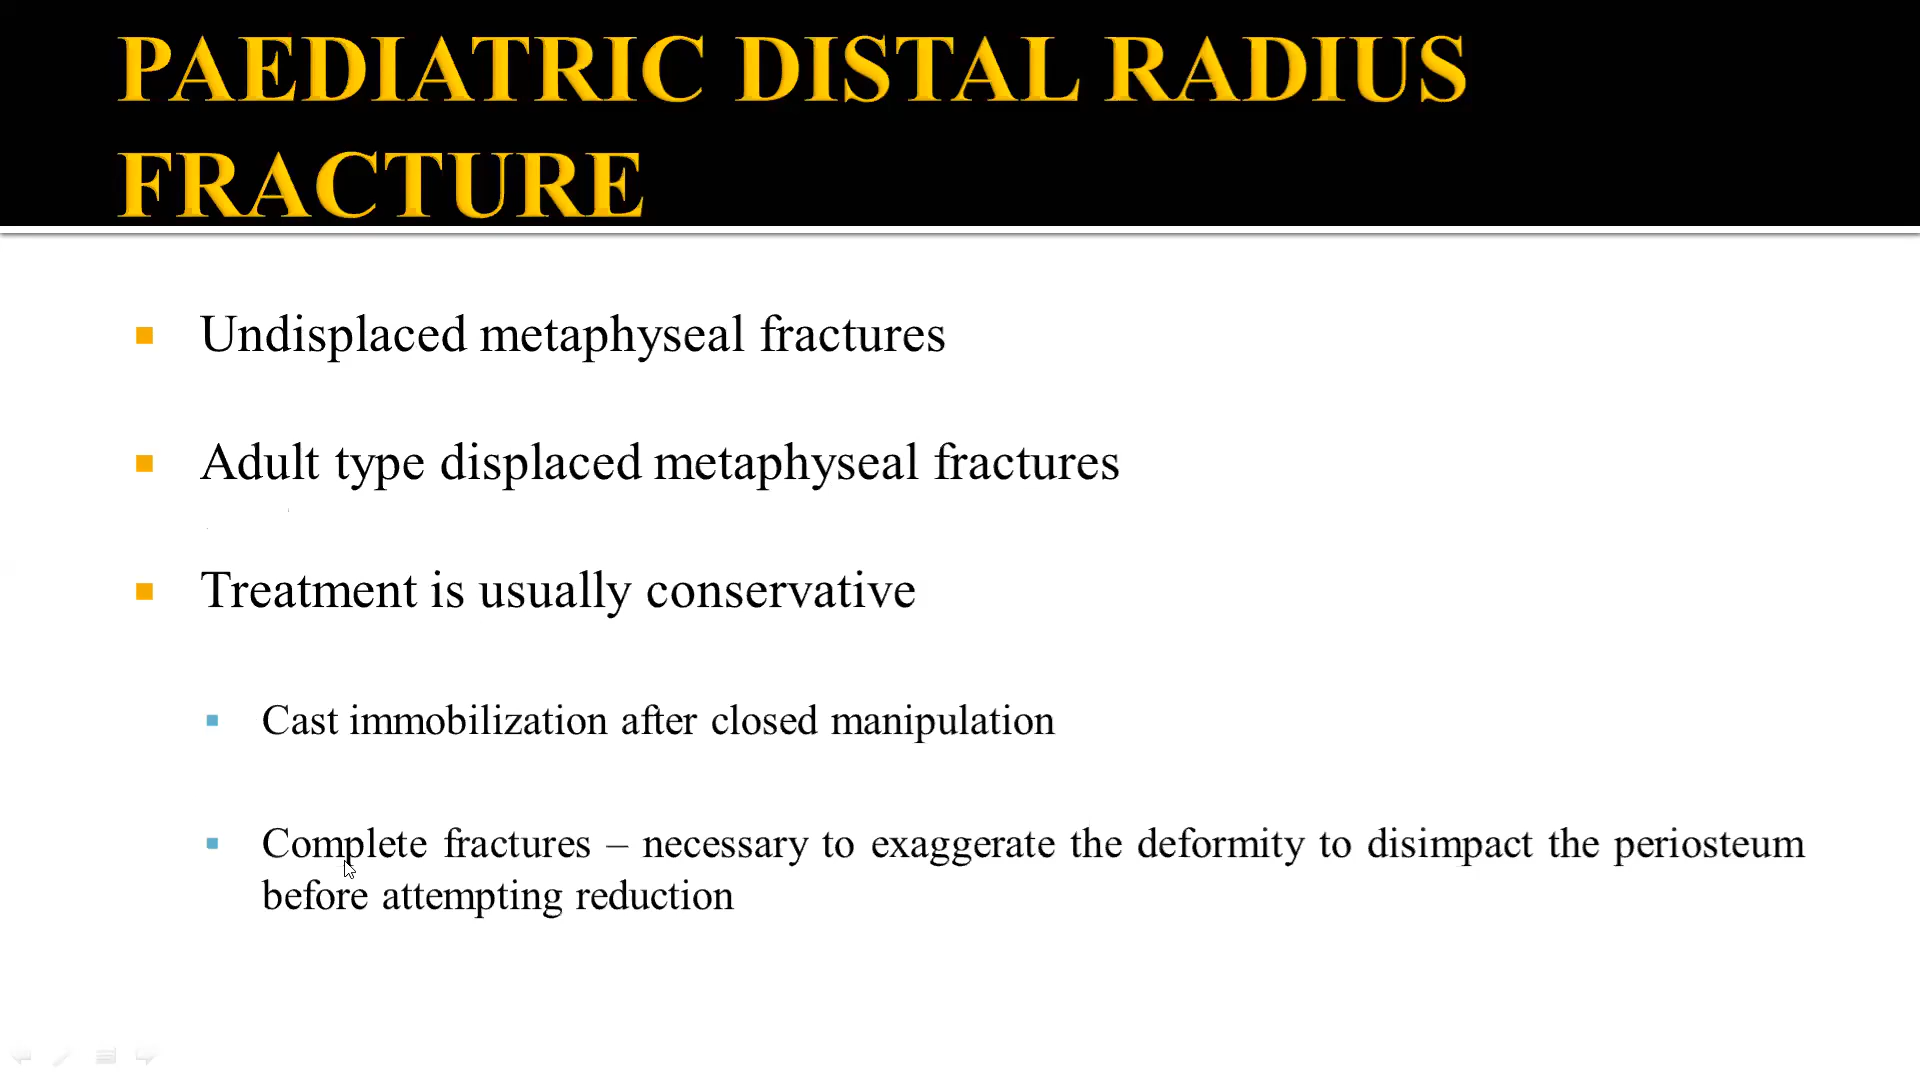 PAEDIATRIC DISTAL RADIUS
FRACTURE
Undisplaced metaphyseal fractures
Adult type displaced metaphyseal fractures
Treatment is usually conservative
Cast immobilization after closed manipulation
Complete fractures – necessary to exaggerate the deformity to disimpact the periosteum
before attempting reduction